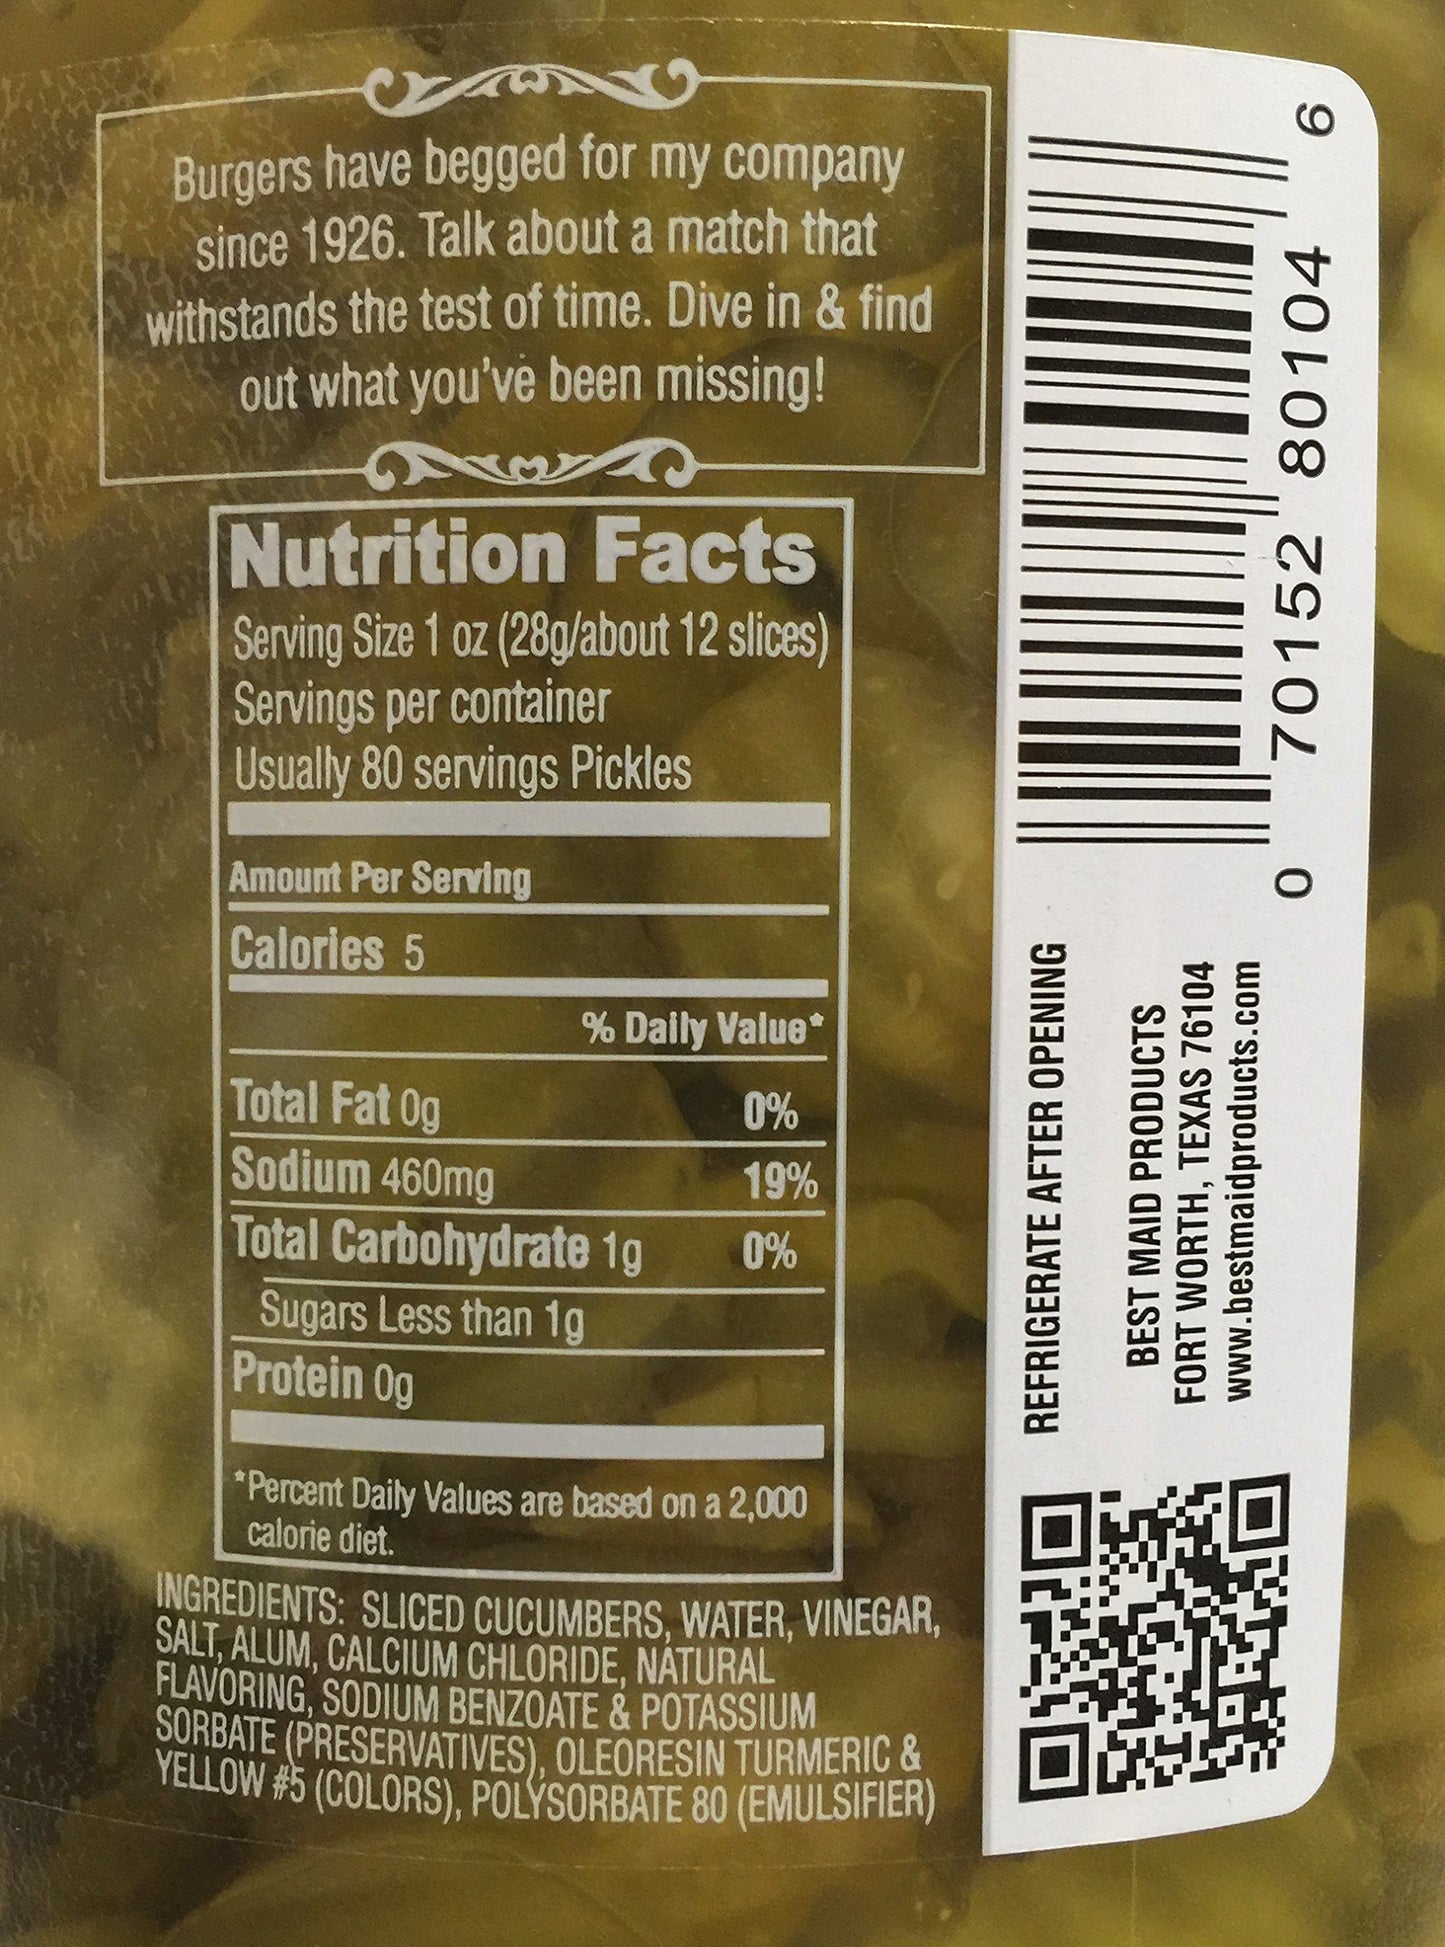 Burgers have begged for my company
since 1926. Talk about a match that
withstands the test of time. Dive in & find
out what you've been missing!
Nutrition Facts
Serving Size 1 oz (28g/about 12 slices)
Servings per container
Usually 80 servings Pickles
Amount Per Serving
Calories 5
% Daily Value*
Total Fat 0g 0%
Sodium 460mg 19%
Total Carbohydrate 1g 0%
Sugars Less than 1g
Protein 0g
*Percent Daily Values are based on a 2,000
calorie diet.
INGREDIENTS: SLICED CUCUMBERS, WATER, VINEGAR,
SALT, ALUM, CALCIUM CHLORIDE, NATURAL
FLAVORING, SODIUM BENZOATE & POTASSIUM
SORBATE (PRESERVATIVES), OLEORESIN TURMERIC &
YELLOW #5 (COLORS), POLYSORBATE 80 (EMULSIFIER)
REFRIGERATE AFTER OPENING
BEST MAID PRODUCTS
FORT WORTH, TEXAS 76104
www.bestmaidproducts.com
0 70152 80104 6